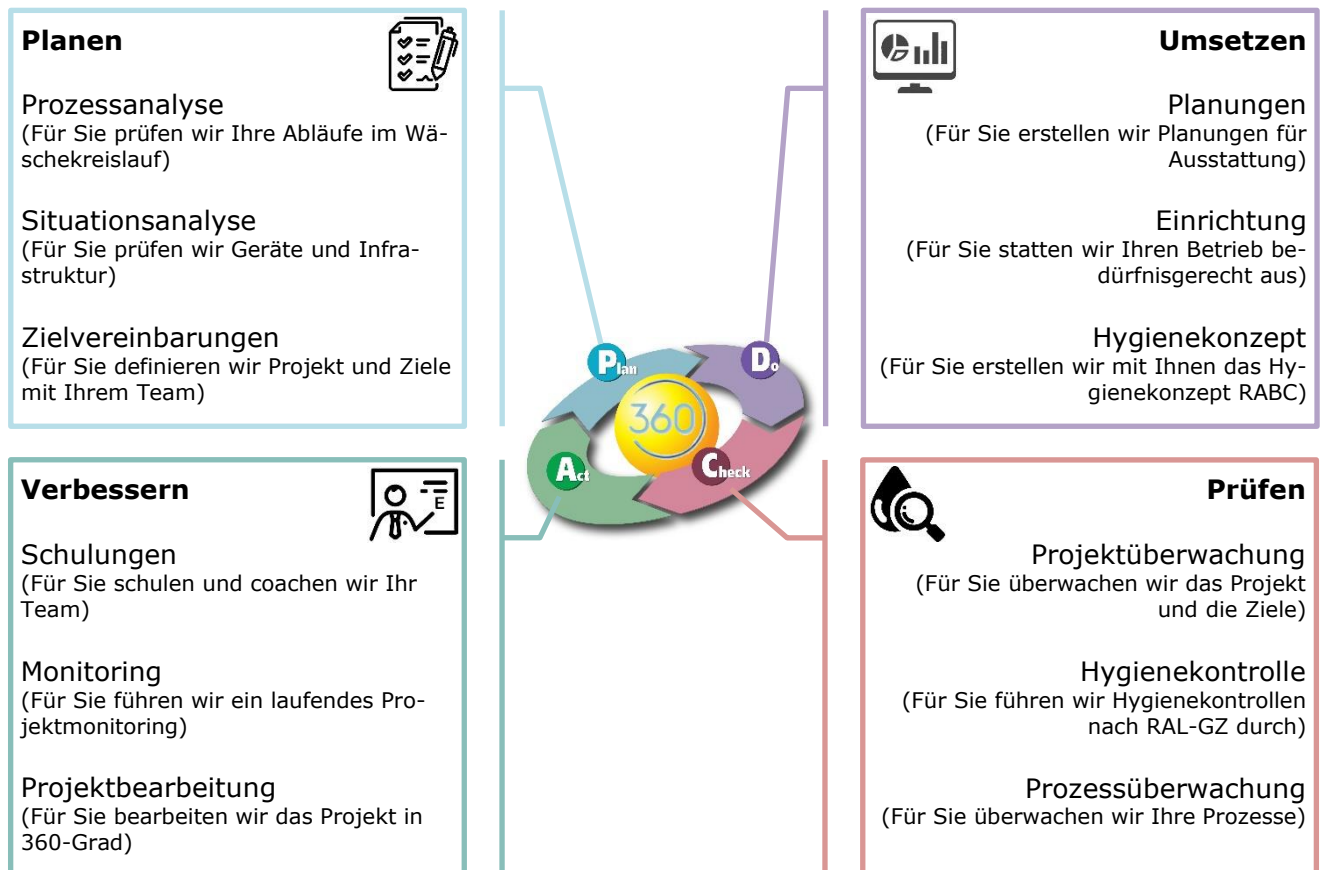 Planen
Prozessanalyse
(Für Sie prüfen wir Ihre Abläufe im Wä-
schekreislauf)
Situationsanalyse
(Für Sie prüfen wir Geräte und Infra-
struktur)
Zielvereinbarungen
(Für Sie definieren wir Projekt und Ziele
mit Ihrem Team)
Umsetzen
Planungen
(Für Sie erstellen wir Planungen für
Ausstattung)
Einrichtung
(Für Sie statten wir Ihren Betrieb be-
dürfnisgerecht aus)
Hygienekonzept
(Für Sie erstellen wir mit Ihnen das Hy-
gienekonzept RABC)
Plan
Do
360
Act
Check
Verbessern
E
Schulungen
(Für Sie schulen und coachen wir Ihr
Team)
Monitoring
(Für Sie führen wir ein laufendes Pro-
jektmonitoring)
Projektbearbeitung
(Für Sie bearbeiten wir das Projekt in
360-Grad)
Prüfen
Projektüberwachung
(Für Sie überwachen wir das Projekt
und die Ziele)
Hygienekontrolle
(Für Sie führen wir Hygienekontrollen
nach RAL-GZ durch)
Prozessüberwachung
(Für Sie überwachen wir Ihre Prozesse)